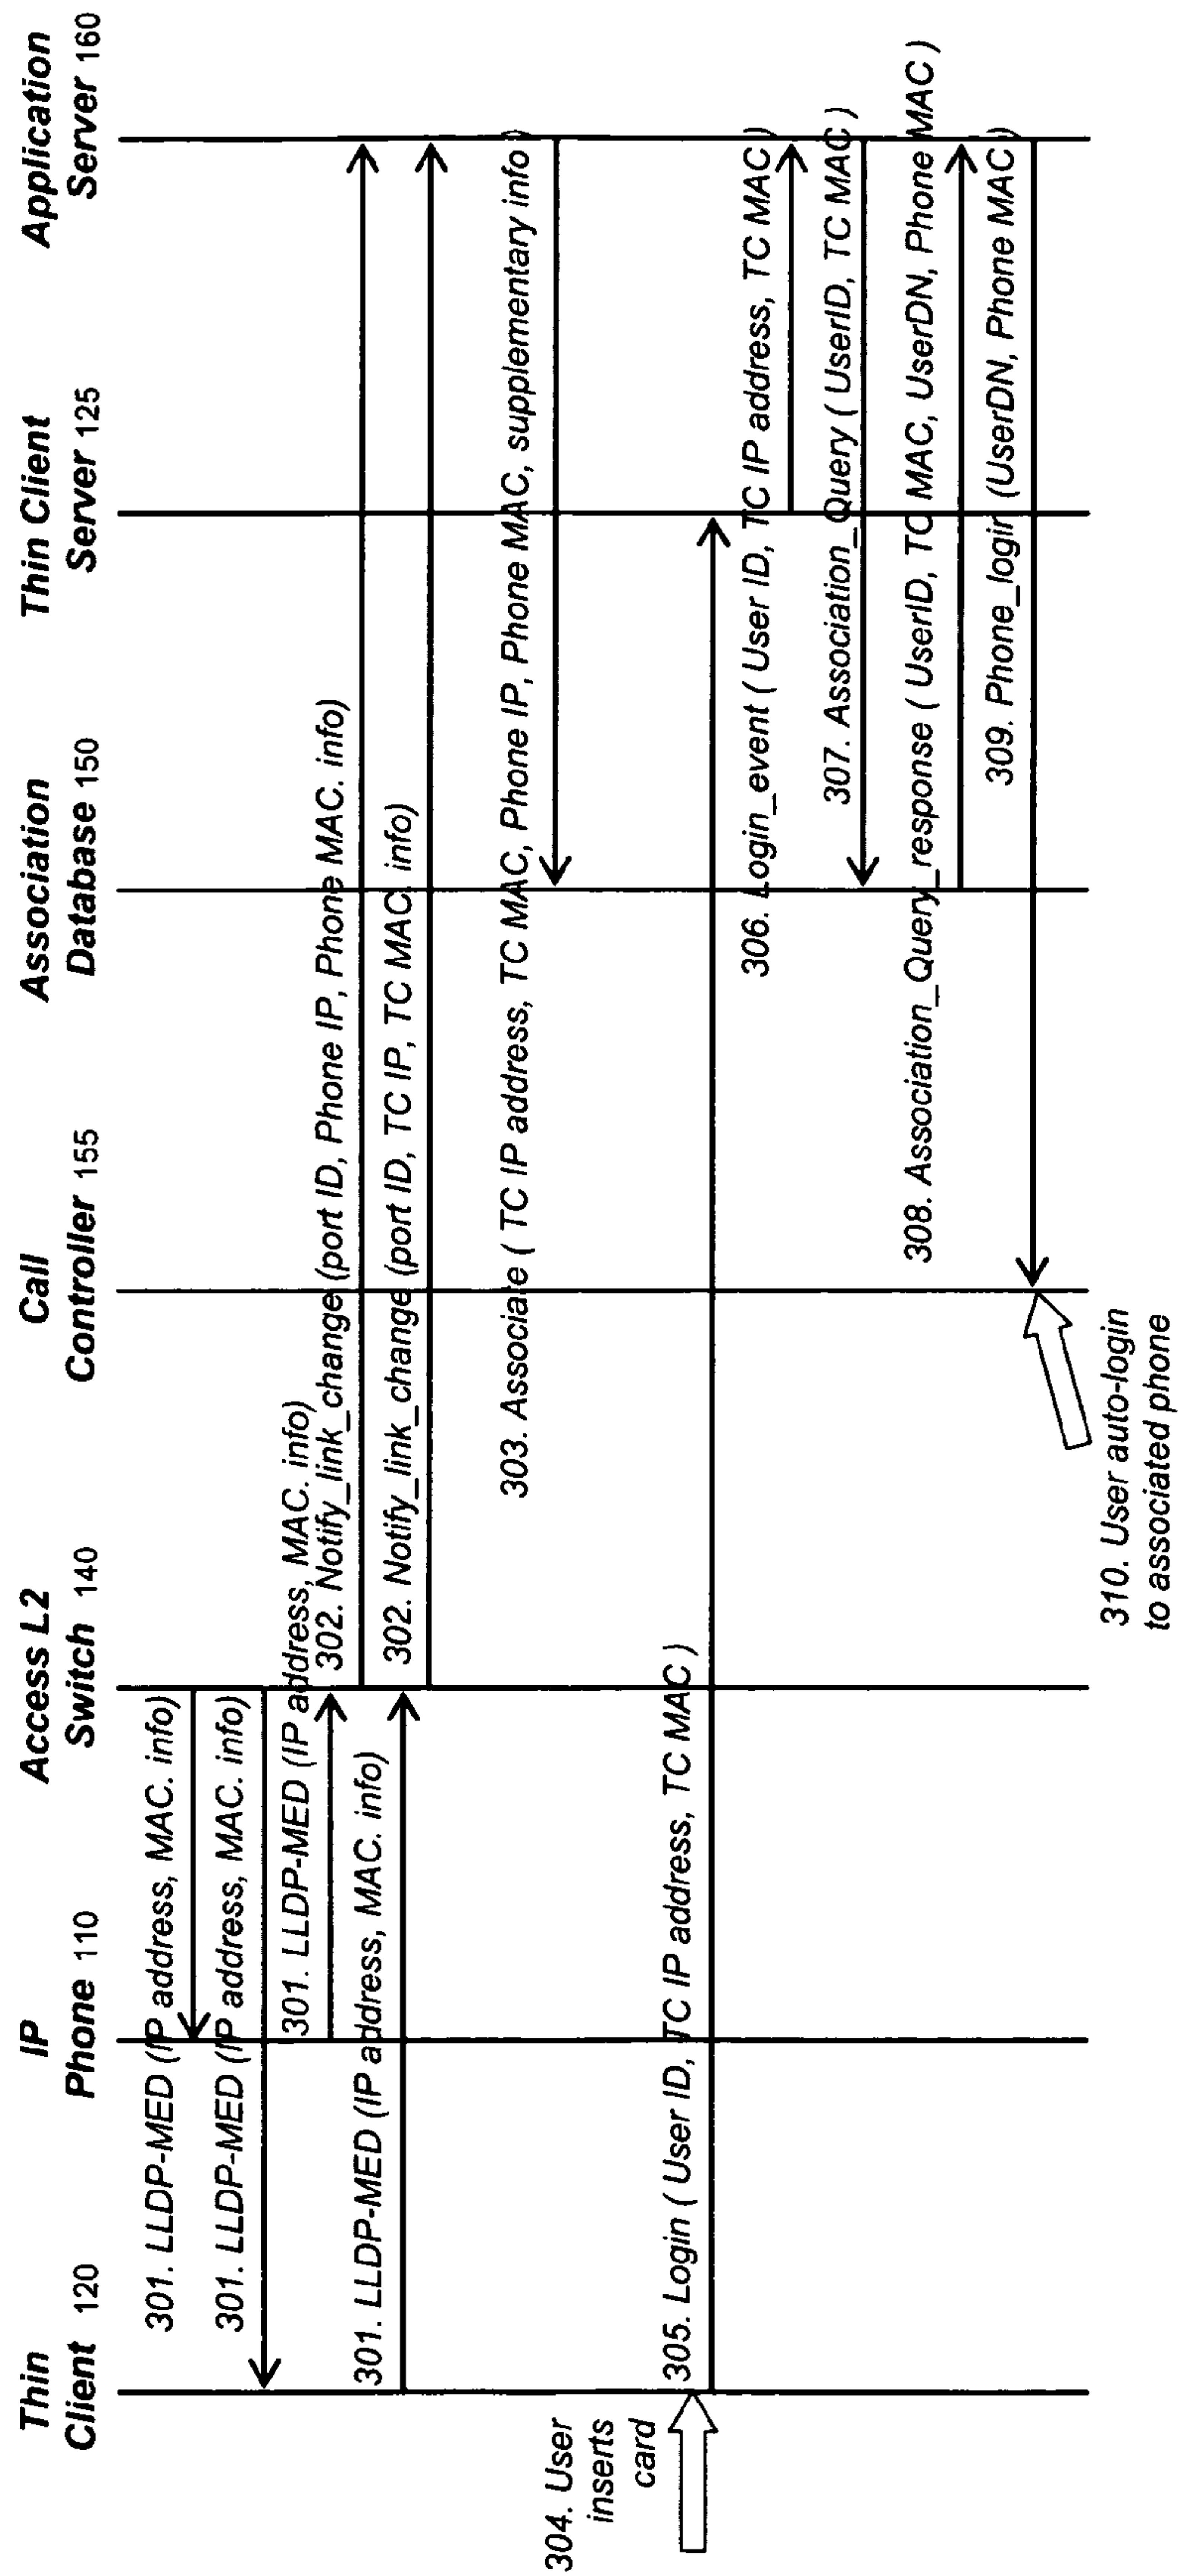 Thin
Client 120
IP
Phone 110
Access L2
Switch 140
Call
Controller 155
Association
Database 150
Thin Client
Server 125
Application
Server 160
301. LLDP-MED (IP address, MAC. info)
301. LLDP-MED (IP address, MAC. info)
301. LLDP-MED (IP address, MAC. info)
302. Notify_link_change (port ID, Phone IP, Phone MAC. info)
301. LLDP-MED (IP address, MAC. info)
302. Notify_link_change (port ID, TC IP, TC MAC. info)
303. Associate ( TC IP address, TC MAC, Phone IP, Phone MAC, supplementary info )
304. User
inserts
card
305. Login ( User ID, TC IP address, TC MAC )
306. Login_event ( User ID, TC IP address, TC MAC )
307. Association_Query ( UserID, TC MAC )
308. Association_Query_response ( UserID, TC MAC, UserDN, Phone MAC )
309. Phone_login (UserDN, Phone MAC )
310. User auto-login
to associated phone